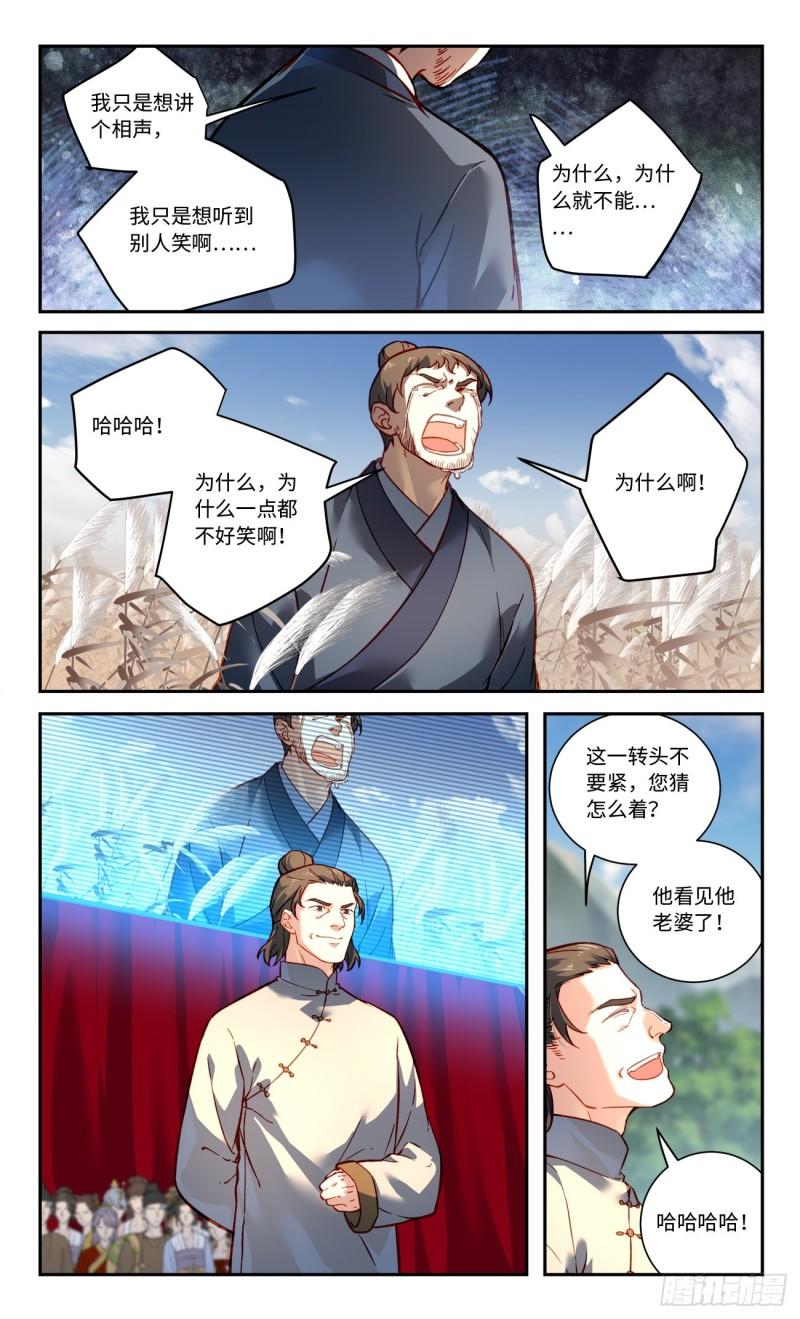 我只是想讲
个相声，
我只是想听到
别人笑啊……
为什么，为什
么就不能…
…
哈哈哈！
为什么，为
什么一点都
不好笑啊！
为什么啊！
这一转头不
要紧，您猜
怎么着？
他看见他
老婆了！
哈哈哈哈！
腾讯动漫